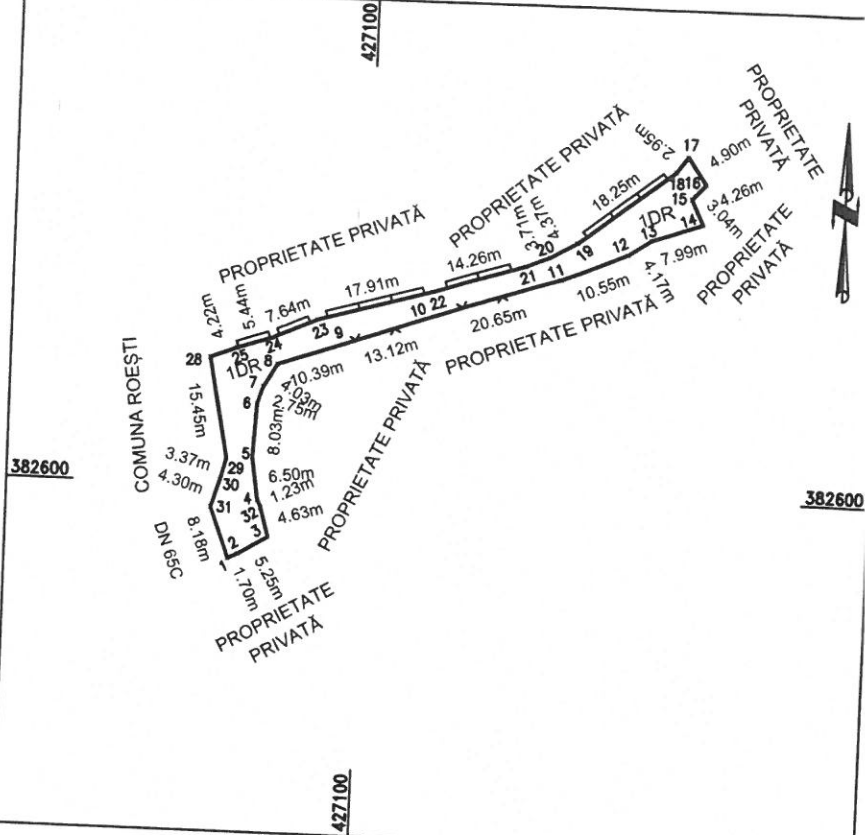 427100
PROPRIETATE
PRIVATĂ
PROPRIETATE PRIVATĂ
2.95m
17
4.90m
18.25m
1816
15
4.26m
1DR
14
3.04m
13
PROPRIETATE
PRIVATĂ
3.71m
4.37m
20
19
12
7.99m
4.17m
PROPRIETATE PRIVATĂ
14.26m
21
11
10.55m
17.91m
10 22
20.65m
PROPRIETATE PRIVATĂ
4.22m
5.44m
7.64m
23
9
13.12m
28
25
24
8
1DR
7
10.39m
4.03m
6
2.75m
COMUNA ROEȘTI
15.45m
8.03m
PROPRIETATE PRIVATĂ
3.37m
5
29
4.30m
30
6.50m
4
1.23m
31
32
4.63m
3
382600
382600
DN 65C
8.18m
2
1
1.70m
5.25m
PROPRIETATE
PRIVATĂ
427100